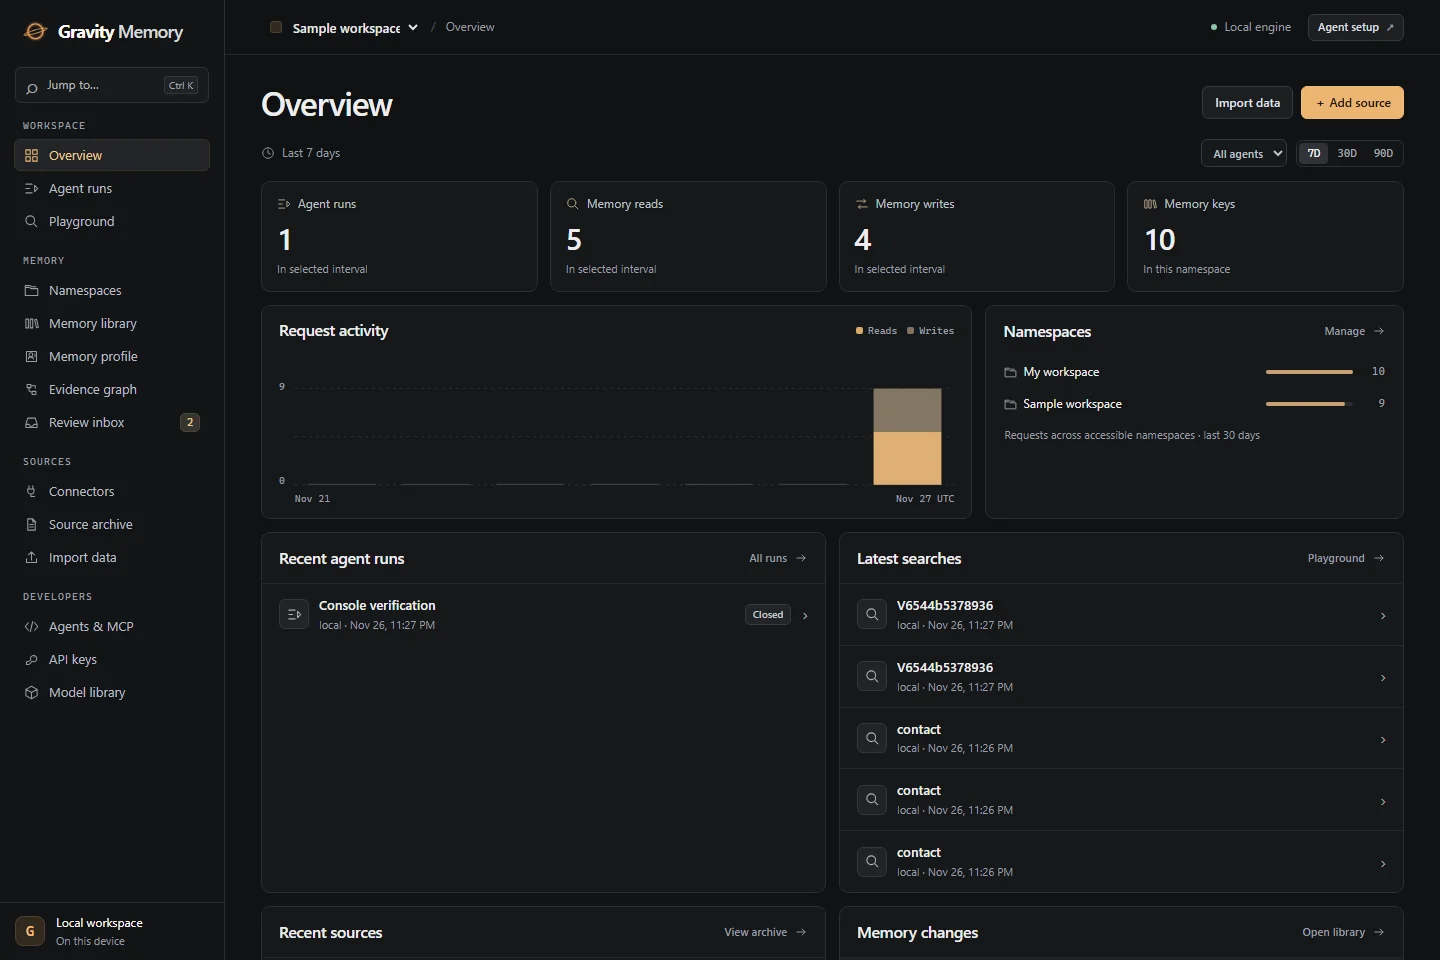 Gravity Memory
Jump to...
Ctrl K
WORKSPACE
Overview
Agent runs
Playground
MEMORY
Namespaces
Memory library
Memory profile
Evidence graph
Review inbox
2
SOURCES
Connectors
Source archive
Import data
DEVELOPERS
Agents & MCP
API keys
Model library
G
Local workspace
On this device
Sample workspace
/
Overview
Local engine
Agent setup ↗
Overview
Import data
+ Add source
Last 7 days
All agents
7D
30D
90D
Agent runs
1
In selected interval
Memory reads
5
In selected interval
Memory writes
4
In selected interval
Memory keys
10
In this namespace
Request activity
Reads
Writes
9
0
Nov 21
Nov 27 UTC
Namespaces
Manage →
My workspace
10
Sample workspace
9
Requests across accessible namespaces · last 30 days
Recent agent runs
All runs →
Console verification
local · Nov 26, 11:27 PM
Closed
Latest searches
Playground →
V6544b5378936
local · Nov 26, 11:27 PM
V6544b5378936
local · Nov 26, 11:27 PM
contact
local · Nov 26, 11:26 PM
contact
local · Nov 26, 11:26 PM
contact
local · Nov 26, 11:26 PM
Recent sources
View archive →
Memory changes
Open library →